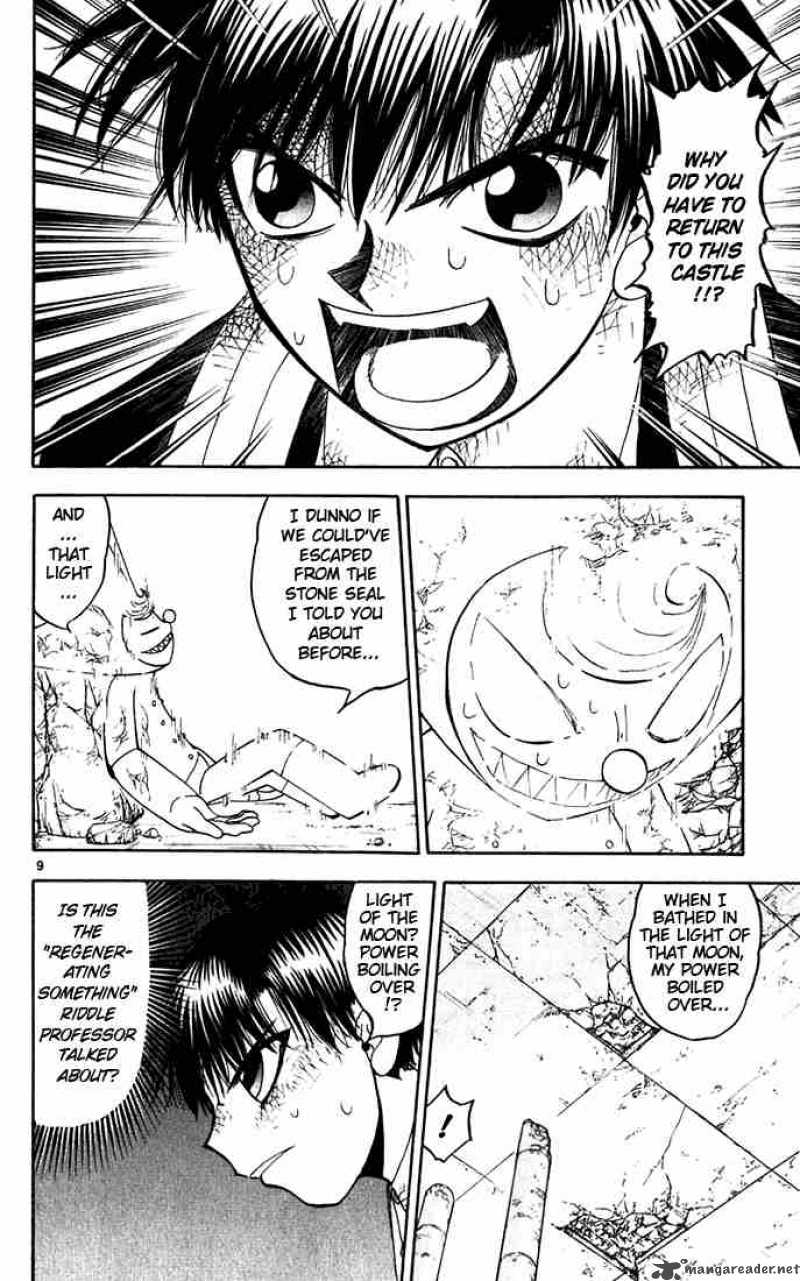 WHY
DID YOU
HAVE TO
RETURN
TO THIS
CASTLE
!!?
I DUNNO IF
WE COULD'VE
ESCAPED
FROM THE
STONE SEAL
I TOLD YOU
ABOUT
BEFORE...
AND
...
THAT
LIGHT
...
9
WHEN I
BATHED IN
THE LIGHT OF
THAT MOON,
MY POWER
BOILED
OVER...
!
LIGHT
OF THE
MOON?
POWER
BOILING
OVER
!?
IS THIS
THE
"REGENER-
ATING
SOMETHING"
RIDDLE
PROFESSOR
TALKED
ABOUT?
mangareader.net